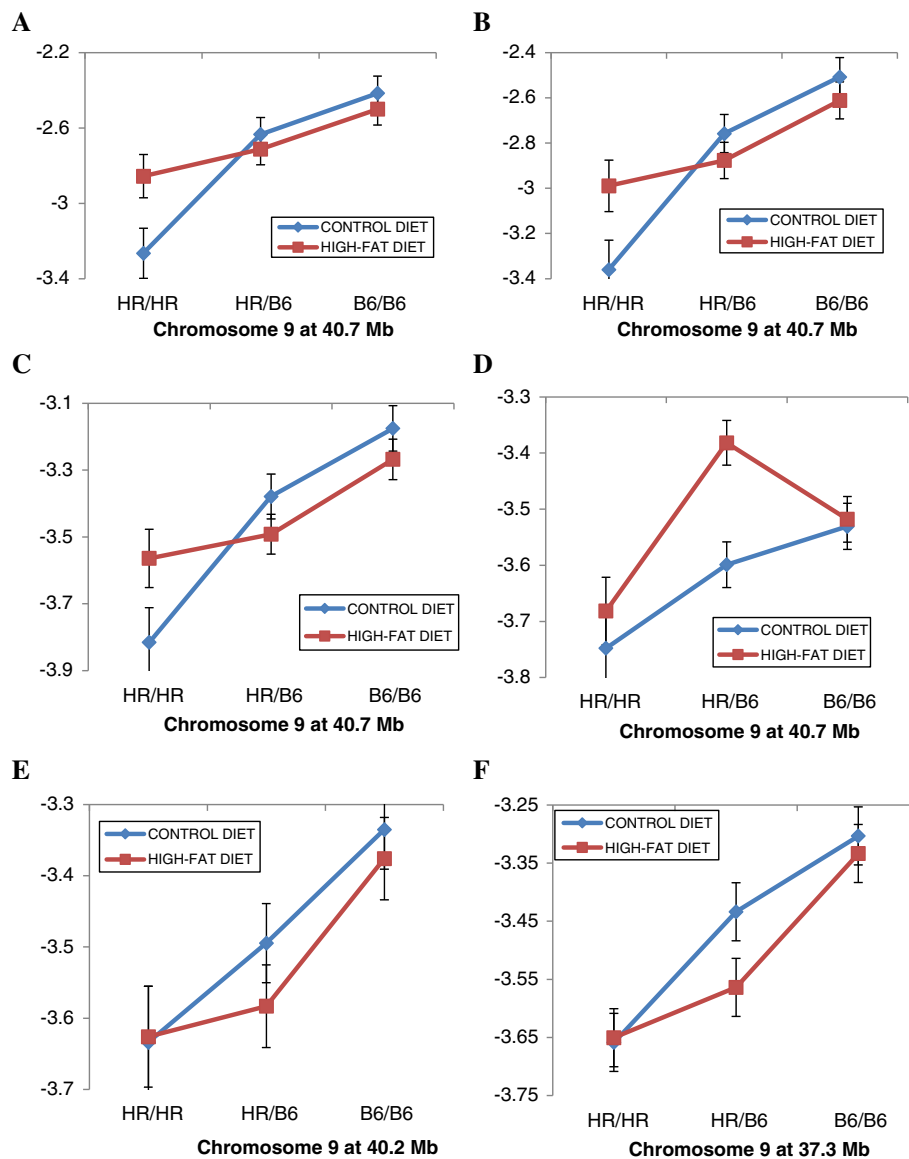 A
-2.2
-2.6
-3
-3.4
CONTROL DIET
HIGH-FAT DIET
HR/HR HR/B6 B6/B6
Chromosome 9 at 40.7 Mb
B
-2.4
-2.6
-2.8
-3
-3.2
-3.4
CONTROL DIET
HIGH-FAT DIET
HR/HR HR/B6 B6/B6
Chromosome 9 at 40.7 Mb
C
-3.1
-3.3
-3.5
-3.7
-3.9
CONTROL DIET
HIGH-FAT DIET
HR/HR HR/B6 B6/B6
Chromosome 9 at 40.7 Mb
D
-3.3
-3.4
-3.5
-3.6
-3.7
-3.8
CONTROL DIET
HIGH-FAT DIET
HR/HR HR/B6 B6/B6
Chromosome 9 at 40.7 Mb
E
-3.3
-3.4
-3.5
-3.6
-3.7
CONTROL DIET
HIGH-FAT DIET
HR/HR HR/B6 B6/B6
Chromosome 9 at 40.2 Mb
F
-3.25
-3.35
-3.45
-3.55
-3.65
-3.75
CONTROL DIET
HIGH-FAT DIET
HR/HR HR/B6 B6/B6
Chromosome 9 at 37.3 Mb